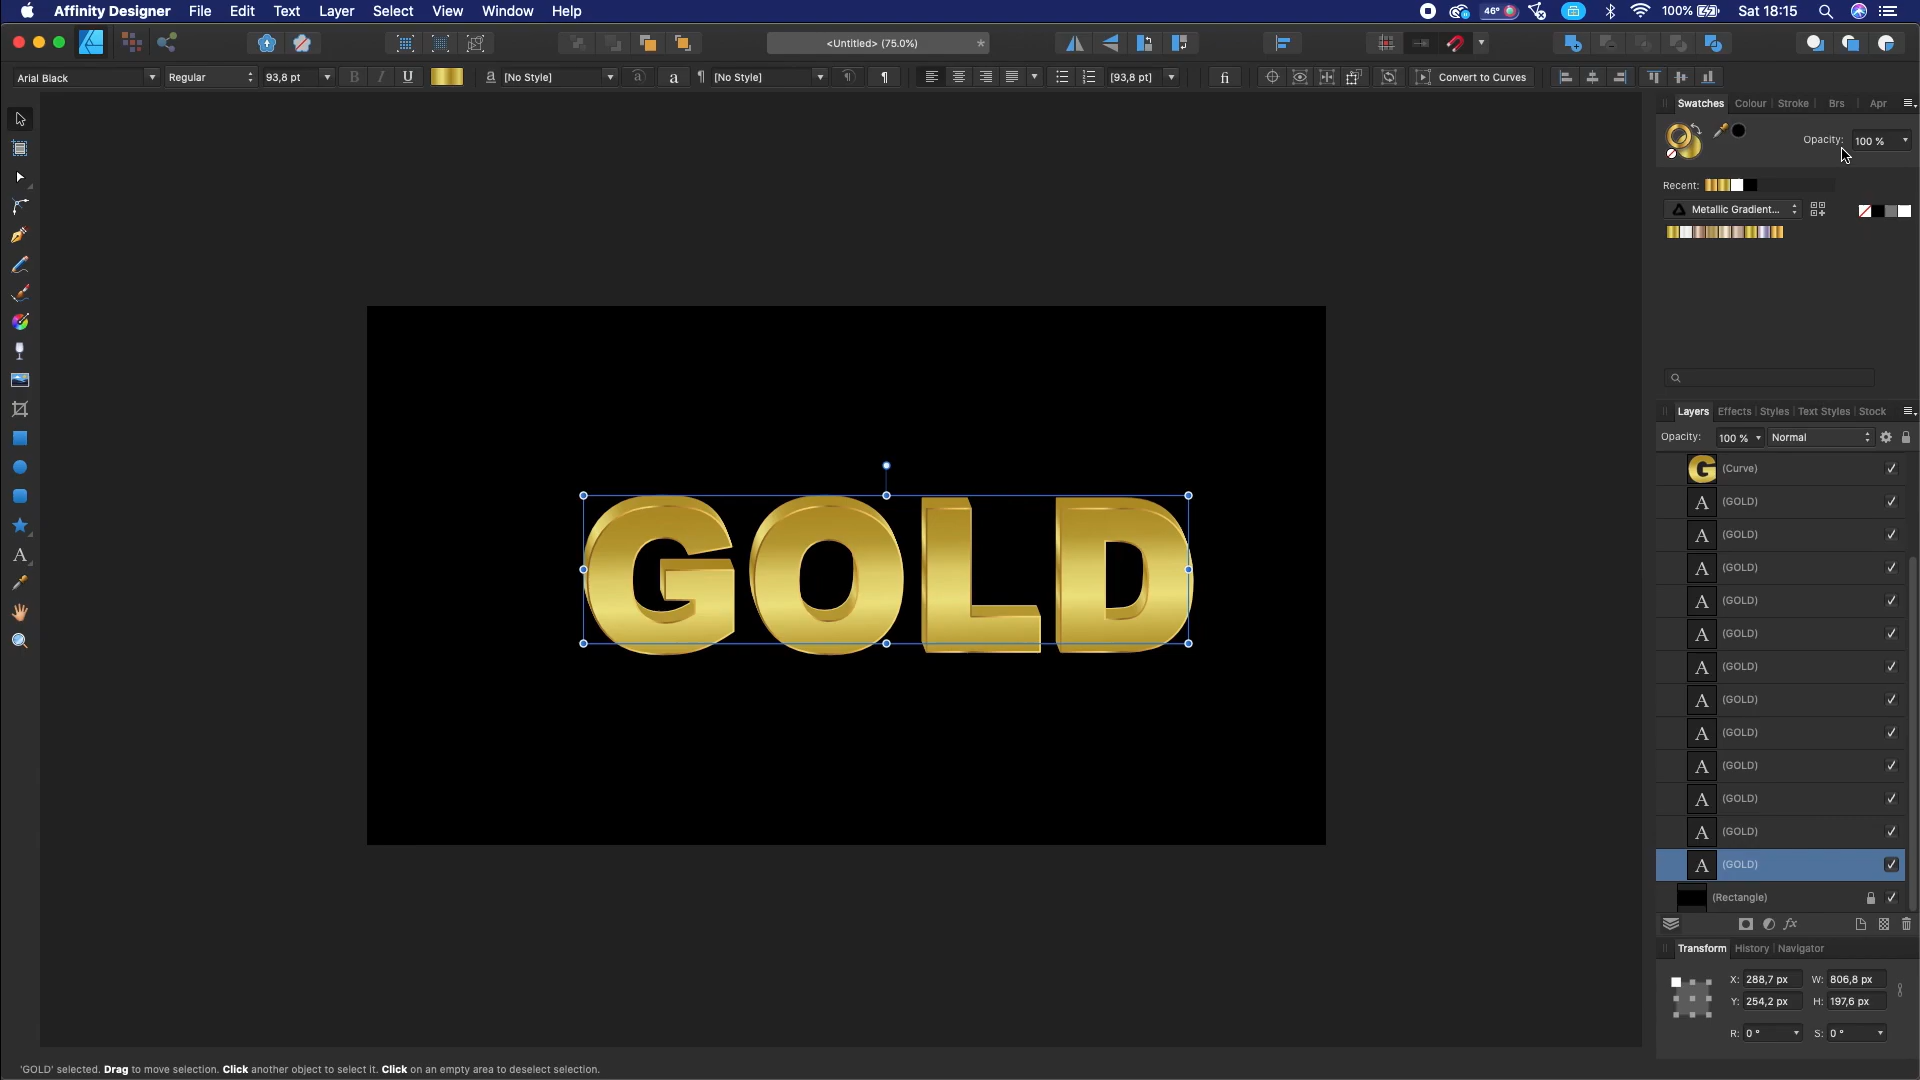 Affinity Designer File Edit Text Layer Select View Window Help
46° 100% Sat 18:15
<Untitled> (75.0%)
Arial Black Regular 93,8 pt B I U a [No Style] a a ¶ [No Style] ¶ ¶ [93,8 pt] fi Convert to Curves
Swatches Colour Stroke Brs Apr
Opacity: 100 %
Recent:
Metallic Gradient...
GOLD
Layers Effects Styles Text Styles Stock
Opacity: 100 % Normal
G (Curve)
A (GOLD)
A (GOLD)
A (GOLD)
A (GOLD)
A (GOLD)
A (GOLD)
A (GOLD)
A (GOLD)
A (GOLD)
A (GOLD)
A (GOLD)
A (GOLD)
(Rectangle)
fx
Transform History Navigator
X: 288,7 px W: 806,8 px
Y: 254,2 px H: 197,6 px
R: 0 ° S: 0 °
'GOLD' selected. Drag to move selection. Click another object to select it. Click on an empty area to deselect selection.